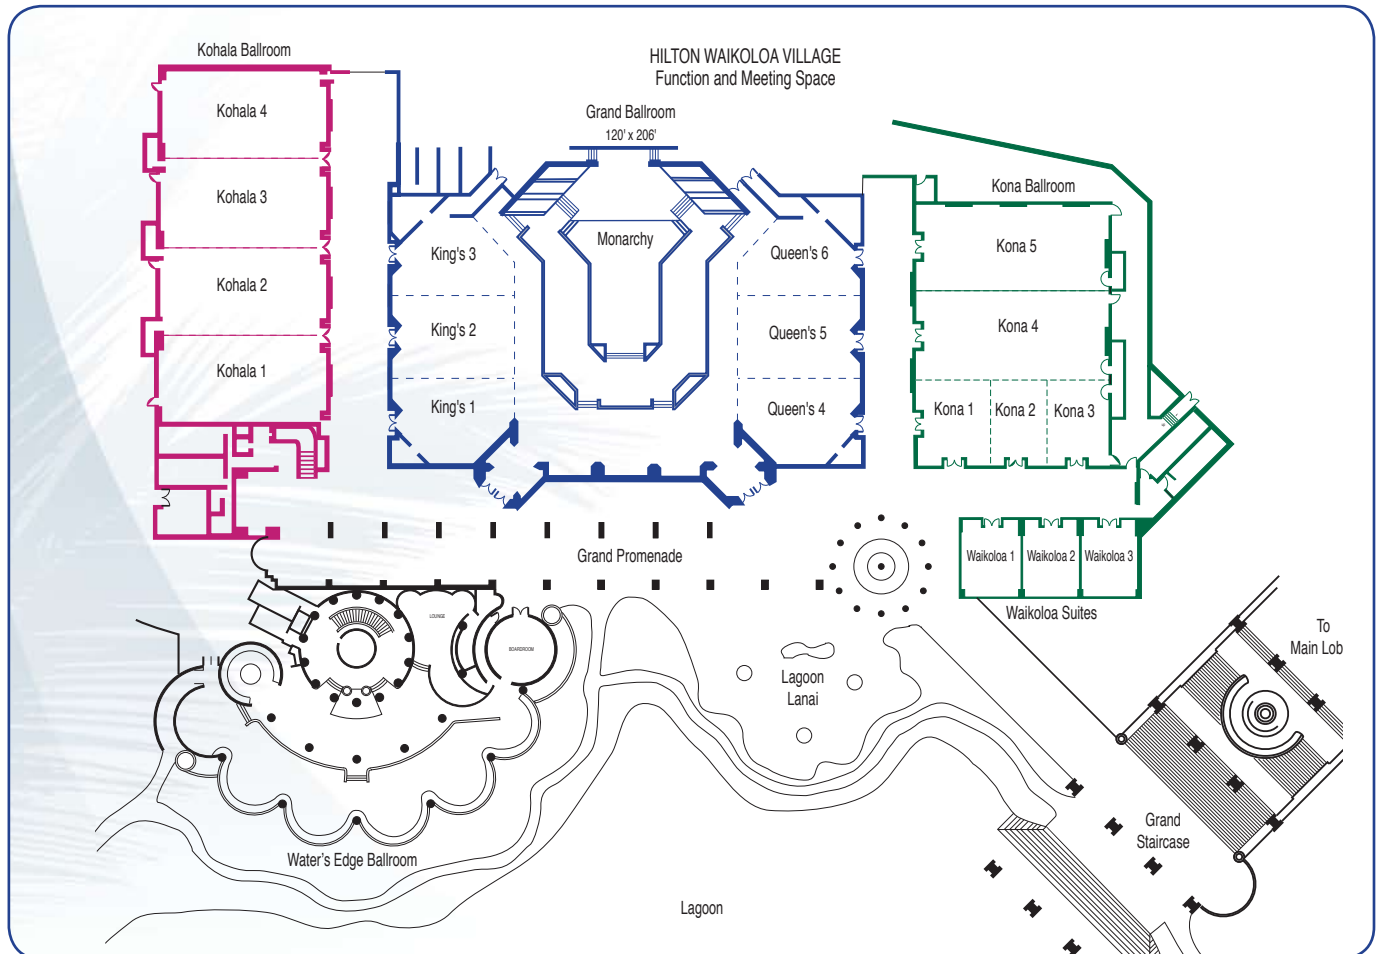 HILTON WAIKOLOA VILLAGE
Function and Meeting Space
Kohala Ballroom
Kohala 4
Kohala 3
Kohala 2
Kohala 1
Grand Ballroom
120' x 206'
Monarchy
King's 3
King's 2
King's 1
Queen's 6
Queen's 5
Queen's 4
Kona Ballroom
Kona 5
Kona 4
Kona 1
Kona 2
Kona 3
Grand Promenade
Waikoloa 1
Waikoloa 2
Waikoloa 3
Waikoloa Suites
LOUNGE
BOARDROOM
To
Main Lob
Lagoon
Lanai
Grand
Staircase
Water's Edge Ballroom
Lagoon